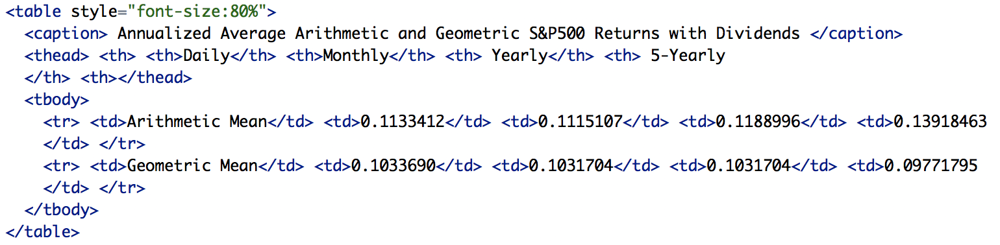 <table style="font-size:80%">
  <caption> Annualized Average Arithmetic and Geometric S&P500 Returns with Dividends </caption>
  <thead> <th> <th>Daily</th> <th>Monthly</th> <th> Yearly</th> <th> 5-Yearly
  </th> <th></thead>
  <tbody>
    <tr> <td>Arithmetic Mean</td> <td>0.1133412</td> <td>0.1115107</td> <td>0.1188996</td> <td>0.13918463
    </td> </tr>
    <tr> <td>Geometric Mean</td> <td>0.1033690</td> <td>0.1031704</td> <td>0.1031704</td> <td>0.09771795
    </td> </tr>
  </tbody>
</table>